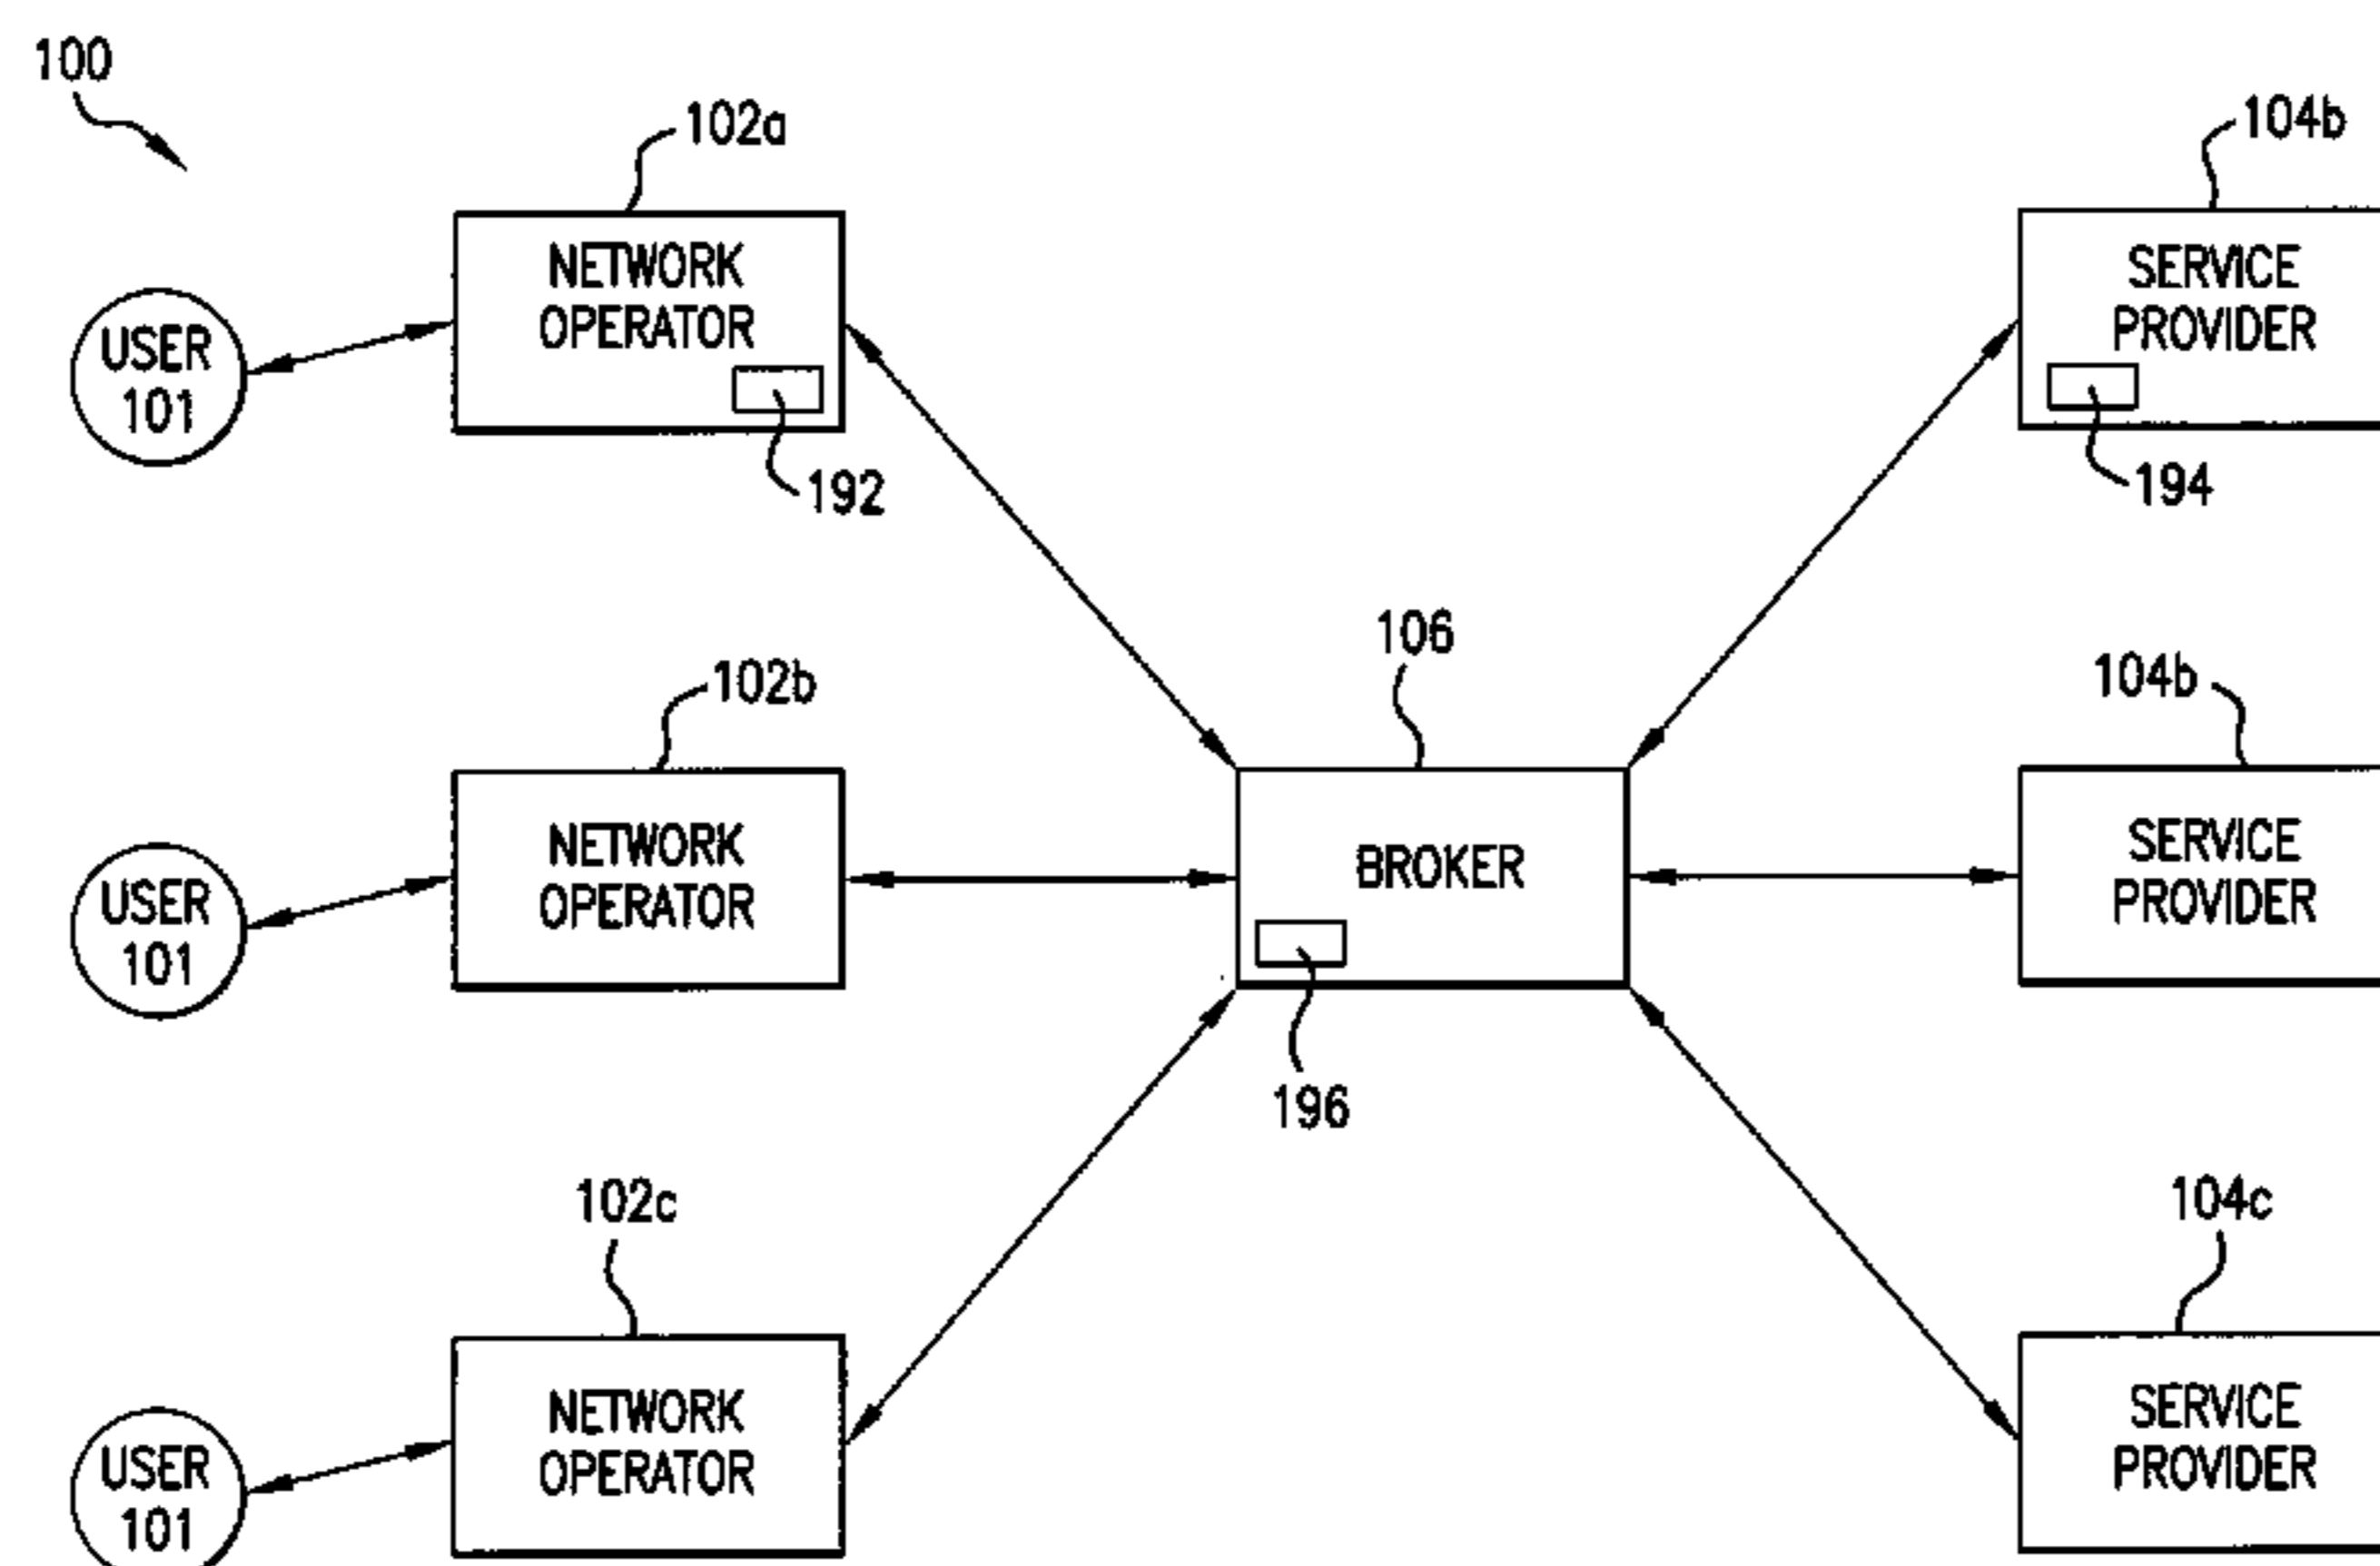 100
102a
104b
NETWORK
OPERATOR
SERVICE
PROVIDER
USER
101
192
194
106
102b
104b
NETWORK
OPERATOR
BROKER
SERVICE
PROVIDER
USER
101
196
102c
104c
NETWORK
OPERATOR
SERVICE
PROVIDER
USER
101